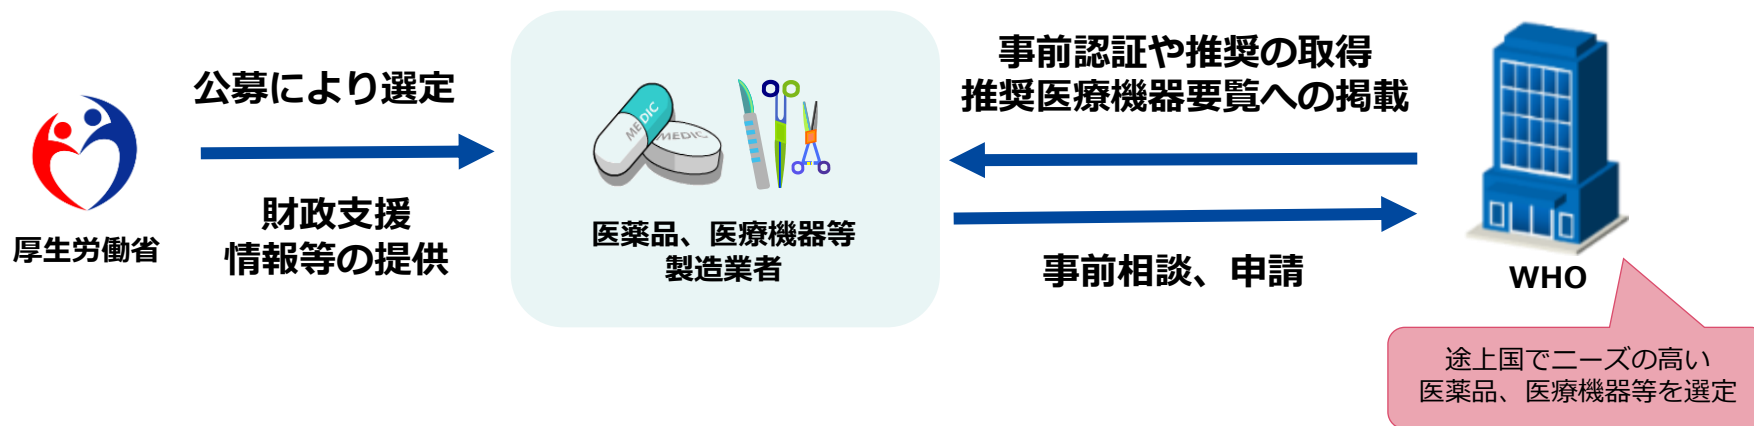 公募により選定
財政支援
情報等の提供
厚生労働省
MEDIC
MEDIC
医薬品、医療機器等
製造業者
事前認証や推奨の取得
推奨医療機器要覧への掲載
事前相談、申請
WHO
途上国でニーズの高い
医薬品、医療機器等を選定